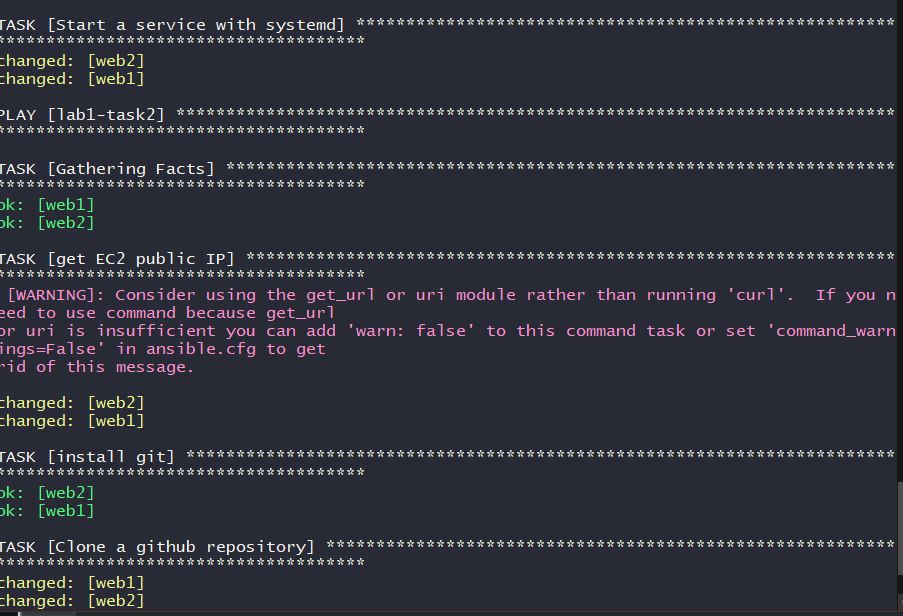 TASK [Start a service with systemd] ******************************************************
*************************************
changed: [web2]
changed: [web1]
PLAY [lab1-task2] ************************************************************************
*************************************
TASK [Gathering Facts] *******************************************************************
*************************************
ok: [web1]
ok: [web2]
TASK [get EC2 public IP] *****************************************************************
*************************************
[WARNING]: Consider using the get_url or uri module rather than running 'curl'.  If you n
eed to use command because get_url
or uri is insufficient you can add 'warn: false' to this command task or set 'command_warn
ings=False' in ansible.cfg to get
rid of this message.
changed: [web2]
changed: [web1]
TASK [install git] ***********************************************************************
*************************************
ok: [web2]
ok: [web1]
TASK [Clone a github repository] *********************************************************
*************************************
changed: [web1]
changed: [web2]